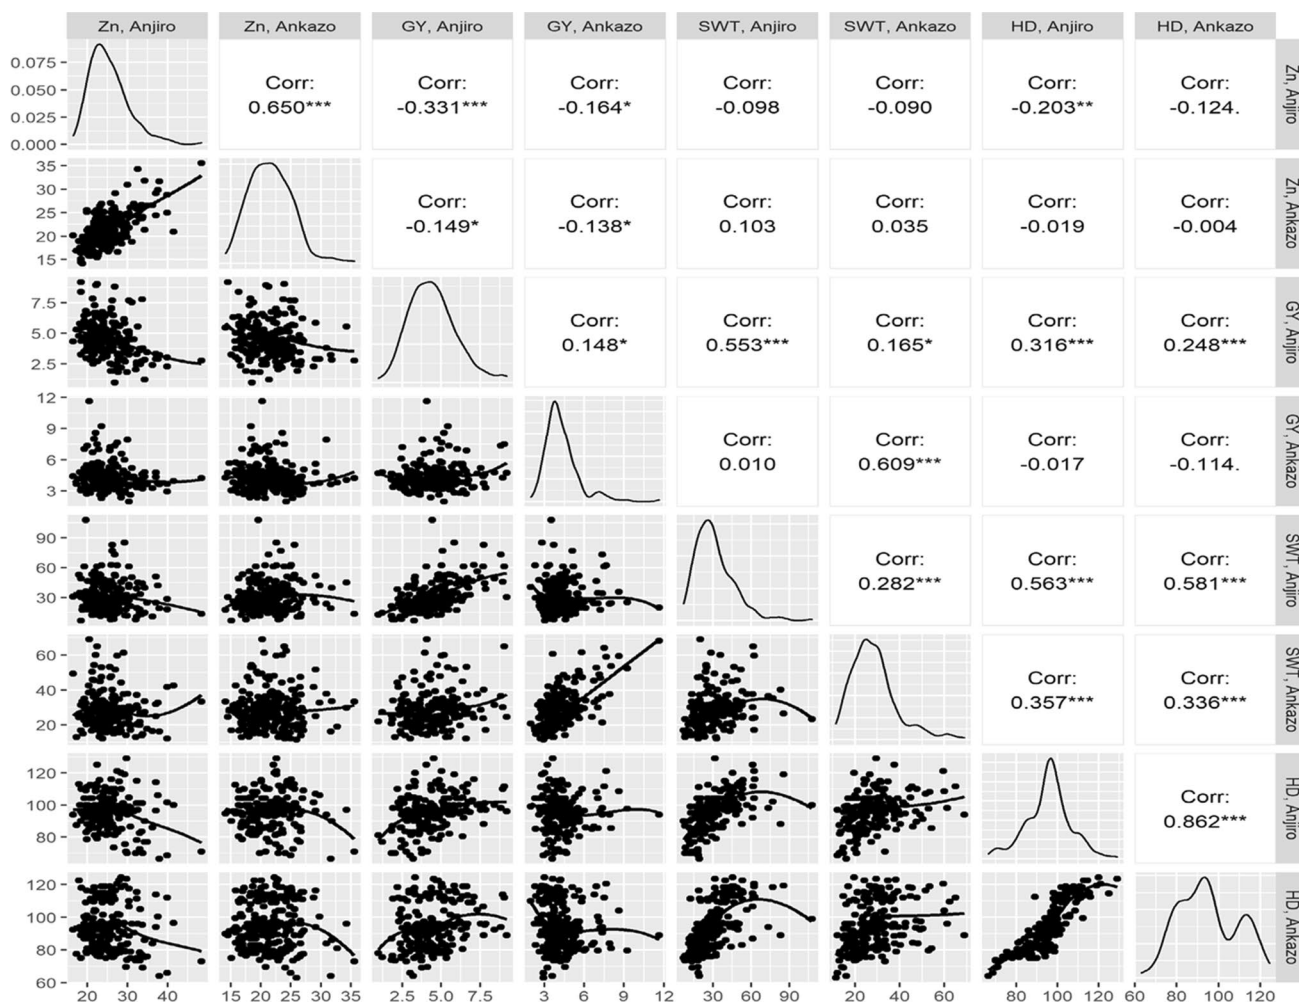 Zn, Anjiro Zn, Ankazo GY, Anjiro GY, Ankazo SWT, Anjiro SWT, Ankazo HD, Anjiro HD, Ankazo
0.075
0.050
0.025
0.000
Corr:
0.650***
Corr:
-0.331***
Corr:
-0.164*
Corr:
-0.098
Corr:
-0.090
Corr:
-0.203**
Corr:
-0.124.
Zn, Anjiro
35
30
25
20
15
Corr:
-0.149*
Corr:
-0.138*
Corr:
0.103
Corr:
0.035
Corr:
-0.019
Corr:
-0.004
Zn, Ankazo
7.5
5.0
2.5
Corr:
0.148*
Corr:
0.553***
Corr:
0.165*
Corr:
0.316***
Corr:
0.248***
GY, Anjiro
12
9
6
3
Corr:
0.010
Corr:
0.609***
Corr:
-0.017
Corr:
-0.114.
GY, Ankazo
90
60
30
Corr:
0.282***
Corr:
0.563***
Corr:
0.581***
SWT, Anjiro
60
40
20
Corr:
0.357***
Corr:
0.336***
SWT, Ankazo
120
100
80
Corr:
0.862***
HD, Anjiro
120
100
80
60
HD, Ankazo
20 30 40 15 20 25 30 35 2.5 5.0 7.5 3 6 9 12 30 60 90 20 40 60 80 100 120 60 80 100 120